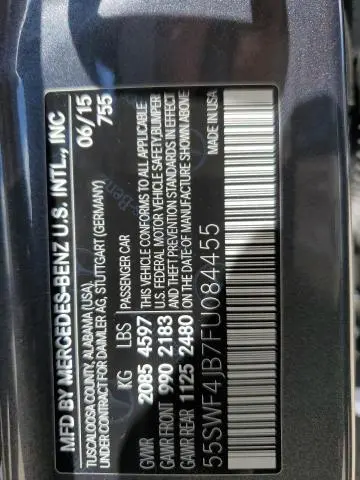 MFD BY MERCEDES-BENZ U.S. INTL., INC
TUSCALOOSA COUNTY, ALABAMA (USA),
UNDER CONTRACT FOR DAIMLER AG, STUTTGART (GERMANY)
06/15
755
KG LBS PASSENGER CAR
GVWR 2085 4597
GAWR FRONT 990 2183
GAWR REAR 1125 2480
THIS VEHICLE CONFORMS TO ALL APPLICABLE
U.S. FEDERAL MOTOR VEHICLE SAFETY, BUMPER
AND THEFT PREVENTION STANDARDS IN EFFECT
ON THE DATE OF MANUFACTURE SHOWN ABOVE
55SWF4JB7FU084455
MADE IN USA